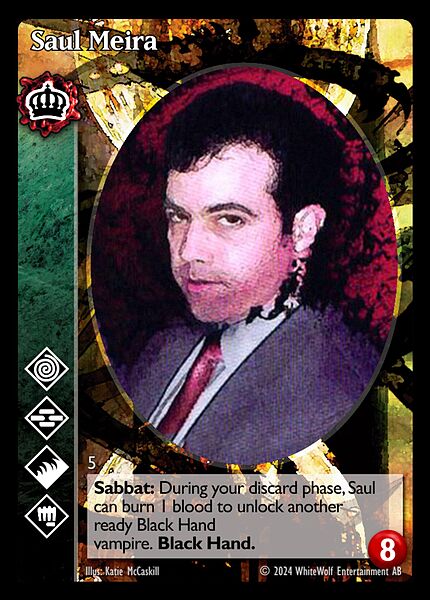 Saul Meira
5
Sabbat: During your discard phase, Saul
can burn 1 blood to unlock another
ready Black Hand
vampire. Black Hand.
8
Illus: Katie McCaskill © 2024 WhiteWolf Entertainment AB